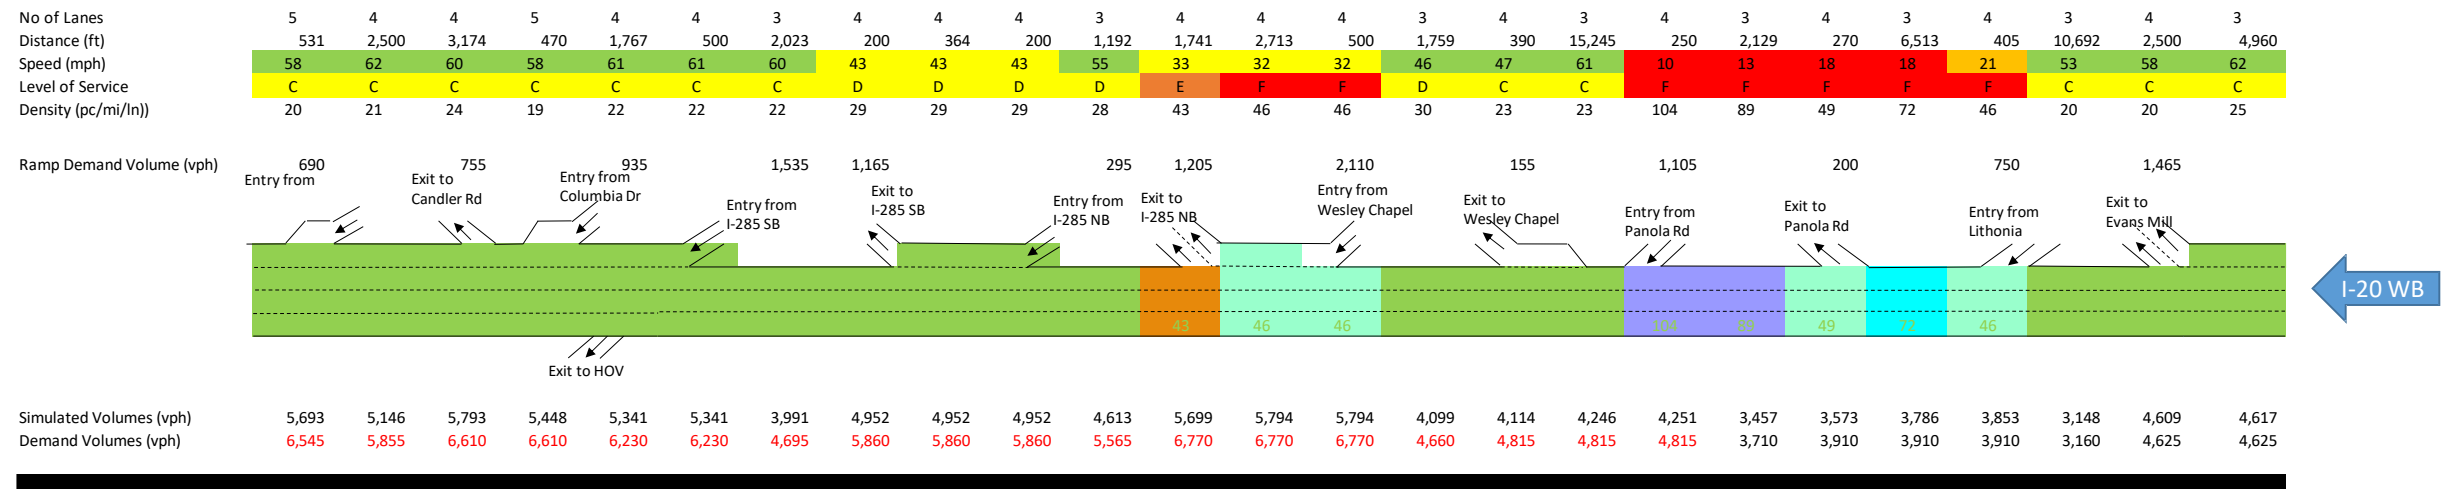 No of Lanes 5 4 4 5 4 4 3 4 4 4 3 4 4 4 3 4 3 4 3 4 3 4 3 4 3
Distance (ft) 531 2,500 3,174 470 1,767 500 2,023 200 364 200 1,192 1,741 2,713 500 1,759 390 15,245 250 2,129 270 6,513 405 10,692 2,500 4,960
Speed (mph) 58 62 60 58 61 61 60 43 43 43 55 33 32 32 46 47 61 10 13 18 18 21 53 58 62
Level of Service C C C C C C C D D D D E F F D C C F F F F F C C C
Density (pc/mi/ln)) 20 21 24 19 22 22 22 29 29 29 28 43 46 46 30 23 23 104 89 49 72 46 20 20 25
Ramp Demand Volume (vph) 690 755 935 1,535 1,165 295 1,205 2,110 155 1,105 200 750 1,465
Entry from
Exit to
Candler Rd
Entry from
Columbia Dr
Entry from
I-285 SB
Exit to
I-285 SB
Entry from
I-285 NB
Exit to
I-285 NB
Entry from
Wesley Chapel
Exit to
Wesley Chapel
Entry from
Panola Rd
Exit to
Panola Rd
Entry from
Lithonia
Exit to
Evans Mill
I-20 WB
43 46 46 104 89 49 72 46
Exit to HOV
Simulated Volumes (vph) 5,693 5,146 5,793 5,448 5,341 5,341 3,991 4,952 4,952 4,952 4,613 5,699 5,794 5,794 4,099 4,114 4,246 4,251 3,457 3,573 3,786 3,853 3,148 4,609 4,617
Demand Volumes (vph) 6,545 5,855 6,610 6,610 6,230 6,230 4,695 5,860 5,860 5,860 5,565 6,770 6,770 6,770 4,660 4,815 4,815 4,815 3,710 3,910 3,910 3,910 3,160 4,625 4,625